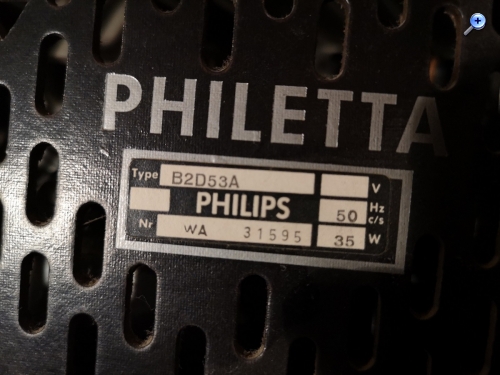 PHILETTA
Type B2D53A V
PHILIPS 50 Hz c/s
Nr WA 31595 35 W